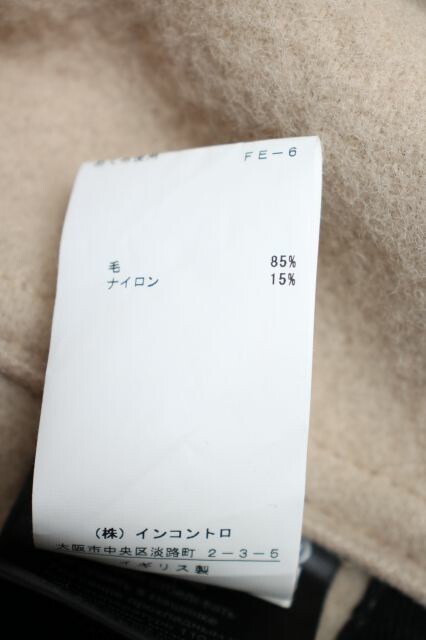 FE-6
毛 85%
ナイロン 15%
(株) インコントロ
大阪市中央区淡路町 2-3-5
イギリス製